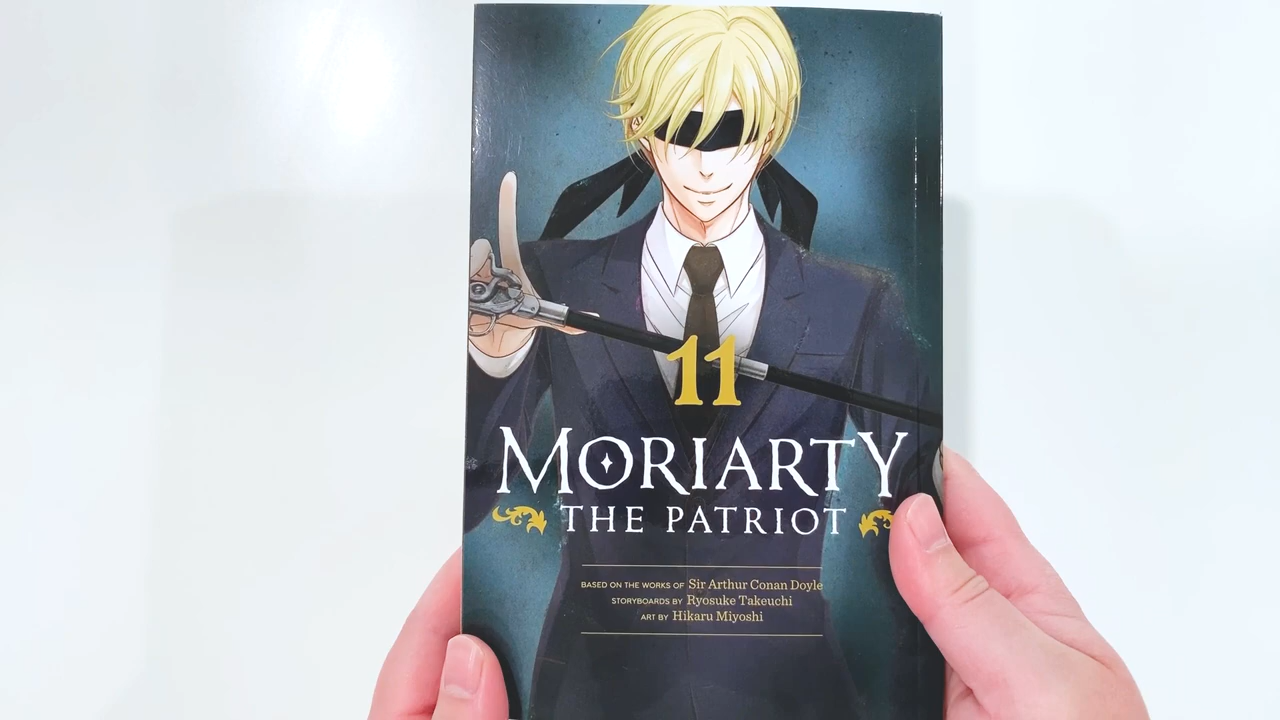 11
MORIARTY
THE PATRIOT
BASED ON THE WORKS OF Sir Arthur Conan Doyle
STORYBOARDS BY Ryosuke Takeuchi
ART BY Hikaru Miyoshi